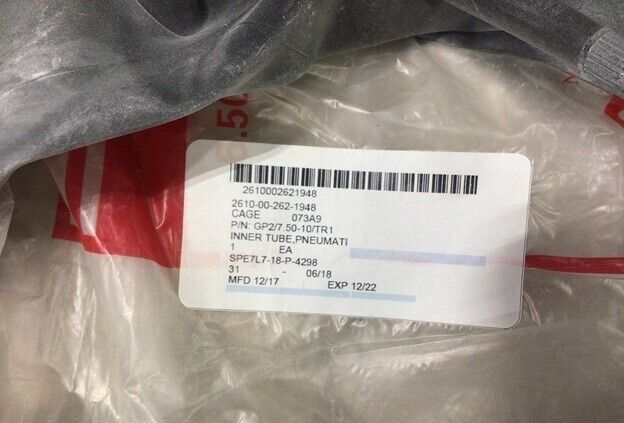 2610002621948
2610-00-262-1948
CAGE 073A9
P/N: GP2/7.50-10/TR1
INNER TUBE,PNEUMATI
1 EA
SPE7L7-18-P-4298
31 - 06/18
MFD 12/17 EXP 12/22